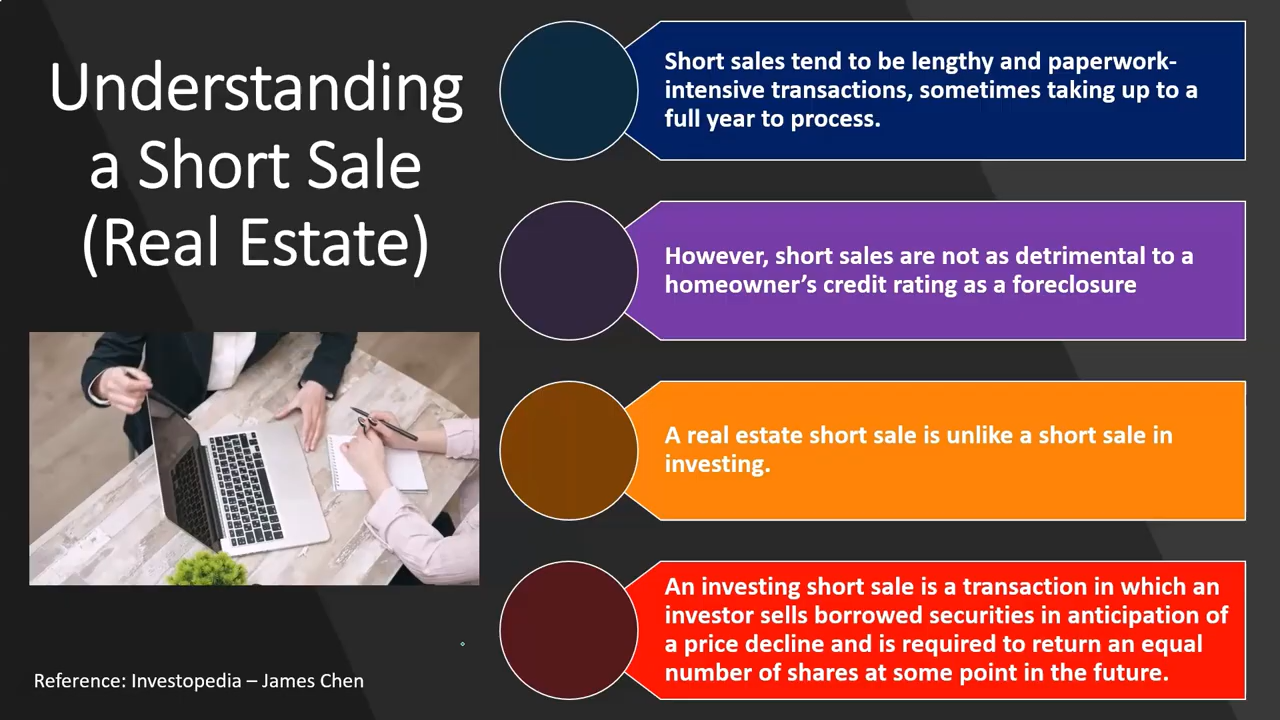 Understanding
a Short Sale
(Real Estate)
Short sales tend to be lengthy and paperwork-
intensive transactions, sometimes taking up to a
full year to process.
However, short sales are not as detrimental to a
homeowner’s credit rating as a foreclosure
A real estate short sale is unlike a short sale in
investing.
An investing short sale is a transaction in which an
investor sells borrowed securities in anticipation of
a price decline and is required to return an equal
number of shares at some point in the future.
Reference: Investopedia – James Chen